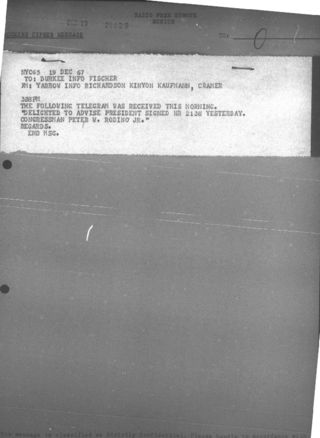 RADIO FREE EUROPE
MUNICH
CIPHER MESSAGE
NY065 19 DEC 67
TO: DURKEE INFO FISCHER
FM: YARROW INFO RICHARDSON KINYON KAUFMANN, CRAMER
THE FOLLOWING TELEGRAM WAS RECEIVED THIS MORNING.
"DELIGHTED TO ADVISE PRESIDENT SIGNED HR 2138 YESTERDAY.
CONGRESSMAN PETER W. RODINO JR."
REGARDS.
END MSG.